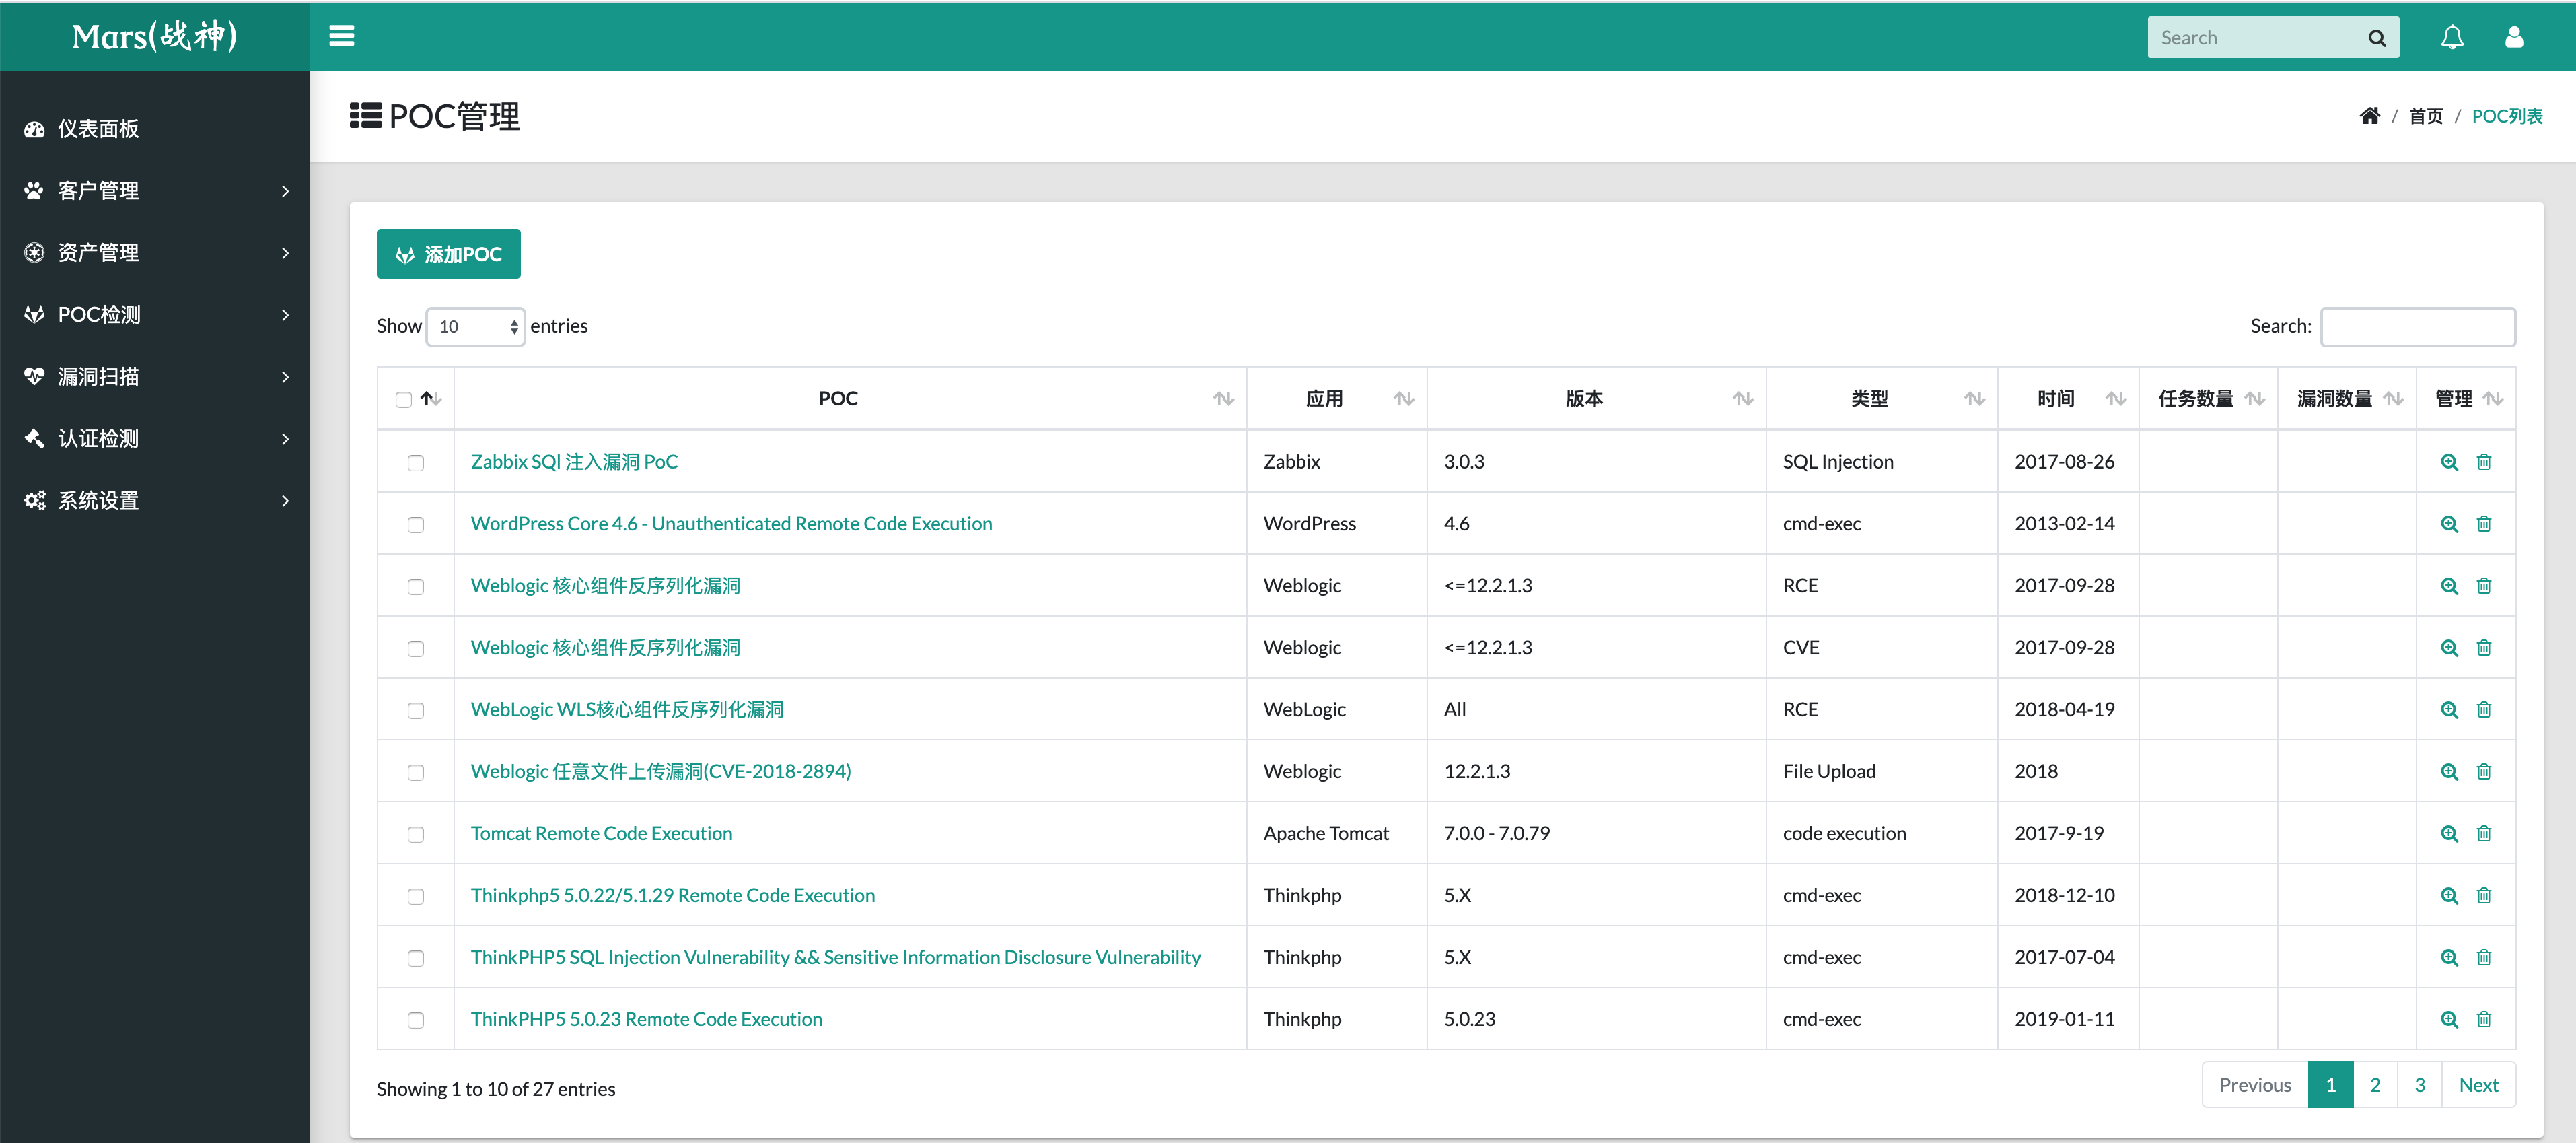 Mars(战神)
Search
仪表面板
客户管理
资产管理
POC检测
漏洞扫描
认证检测
系统设置
POC管理
/ 首页 / POC列表
添加POC
Show 10 entries
Search:
POC 应用 版本 类型 时间 任务数量 漏洞数量 管理
Zabbix SQl 注入漏洞 PoC Zabbix 3.0.3 SQL Injection 2017-08-26
WordPress Core 4.6 - Unauthenticated Remote Code Execution WordPress 4.6 cmd-exec 2013-02-14
Weblogic 核心组件反序列化漏洞 Weblogic <=12.2.1.3 RCE 2017-09-28
Weblogic 核心组件反序列化漏洞 Weblogic <=12.2.1.3 CVE 2017-09-28
WebLogic WLS核心组件反序列化漏洞 WebLogic All RCE 2018-04-19
Weblogic 任意文件上传漏洞(CVE-2018-2894) Weblogic 12.2.1.3 File Upload 2018
Tomcat Remote Code Execution Apache Tomcat 7.0.0 - 7.0.79 code execution 2017-9-19
Thinkphp5 5.0.22/5.1.29 Remote Code Execution Thinkphp 5.X cmd-exec 2018-12-10
ThinkPHP5 SQL Injection Vulnerability && Sensitive Information Disclosure Vulnerability Thinkphp 5.X cmd-exec 2017-07-04
ThinkPHP5 5.0.23 Remote Code Execution Thinkphp 5.0.23 cmd-exec 2019-01-11
Showing 1 to 10 of 27 entries
Previous 1 2 3 Next